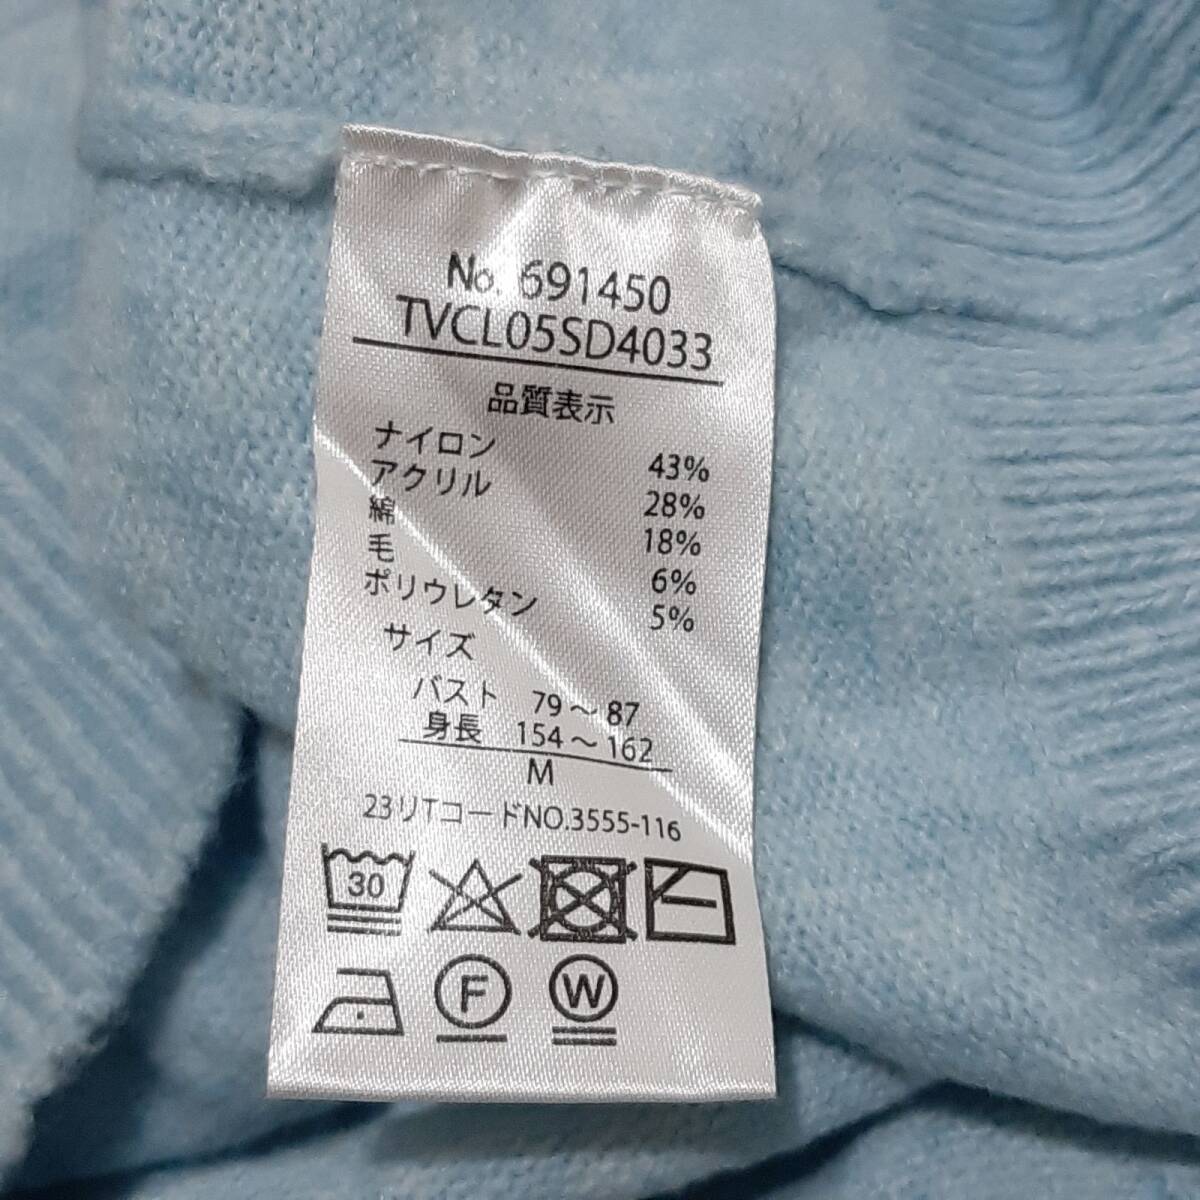 No. 691450
TVCL05SD4033
品質表示
ナイロン 43%
アクリル 28%
綿 18%
毛 6%
ポリウレタン 5%
サイズ
バスト 79～87
身長 154～162
M
23リTコードNO.3555-116
30
F
W